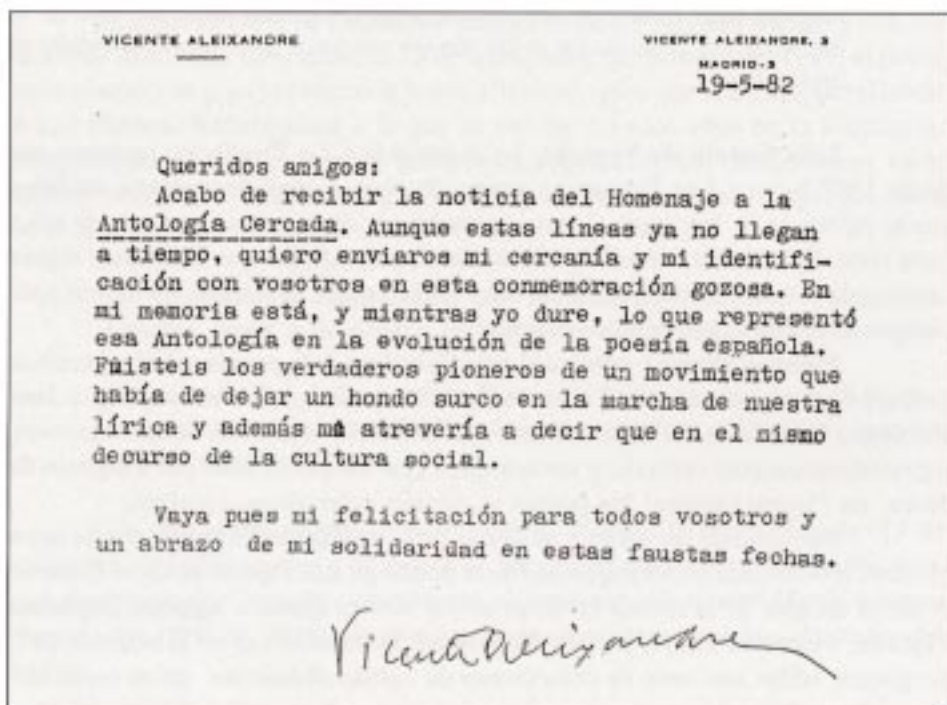 VICENTE ALEIXANDRE
VICENTE ALEIXANDRE, 3
MADRID-3
19-5-82
Queridos amigos:
Acabo de recibir la noticia del Homenaje a la
Antología Cercada. Aunque estas líneas ya no llegan
a tiempo, quiero enviaros mi cercanía y mi identifi-
cación con vosotros en esta conmemoración gozosa. En
mi memoria está, y mientras yo dure, lo que representó
esa Antología en la evolución de la poesía española.
Fuisteis los verdaderos pioneros de un movimiento que
había de dejar un hondo surco en la marcha de nuestra
lírica y además me atrevería a decir que en el mismo
decurso de la cultura social.
Vaya pues mi felicitación para todos vosotros y
un abrazo de mi solidaridad en estas faustas fechas.
Vicente Aleixandre